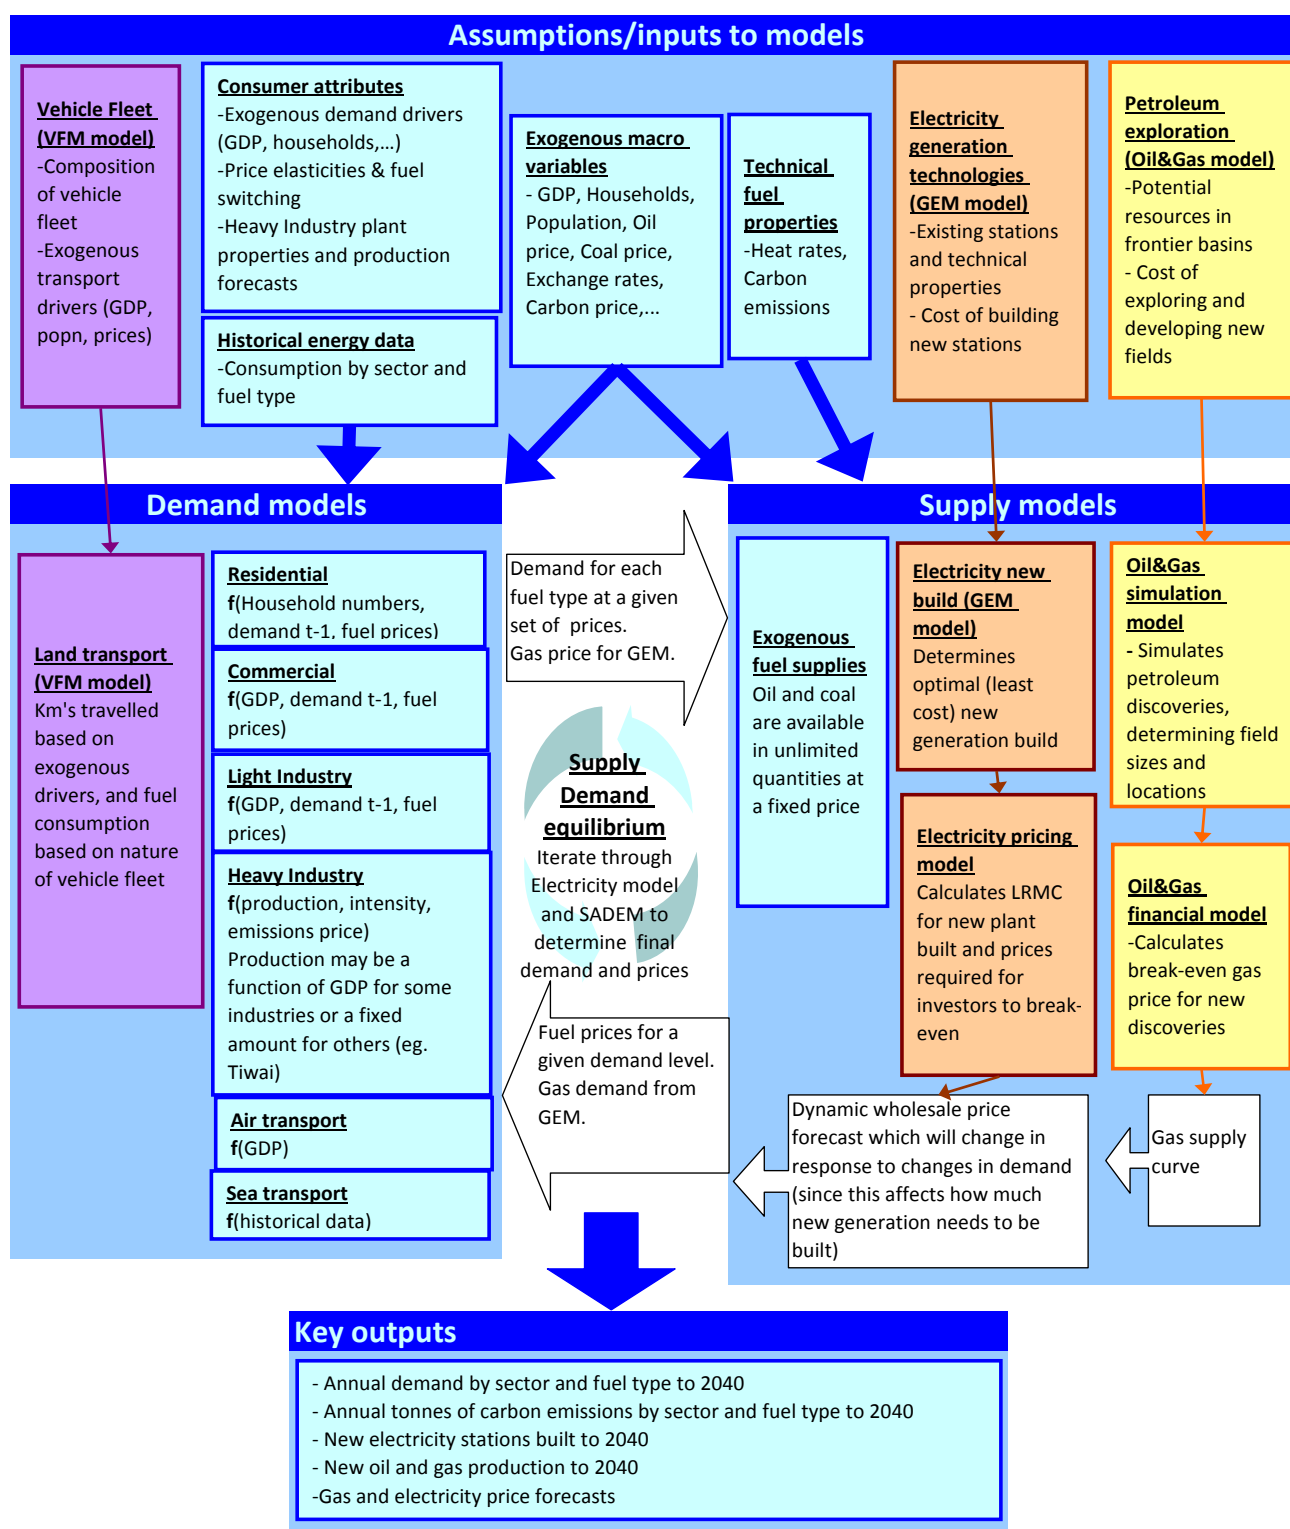 Assumptions/inputs to models
Vehicle Fleet
(VFM model)
-Composition
of vehicle
fleet
-Exogenous
transport
drivers (GDP,
popn, prices)
Consumer attributes
-Exogenous demand drivers
(GDP, households,...)
-Price elasticities & fuel
switching
-Heavy Industry plant
properties and production
forecasts
Historical energy data
-Consumption by sector and
fuel type
Exogenous macro
variables
- GDP, Households,
Population, Oil
price, Coal price,
Exchange rates,
Carbon price,...
Technical
fuel
properties
-Heat rates,
Carbon
emissions
Electricity
generation
technologies
(GEM model)
-Existing stations
and technical
properties
- Cost of building
new stations
Petroleum
exploration
(Oil&Gas model)
-Potential
resources in
frontier basins
- Cost of
exploring and
developing new
fields
Demand models
Land transport
(VFM model)
Km's travelled
based on
exogenous
drivers, and fuel
consumption
based on nature
of vehicle fleet
Residential
f(Household numbers,
demand t-1, fuel prices)
Commercial
f(GDP, demand t-1, fuel
prices)
Light Industry
f(GDP, demand t-1, fuel
prices)
Heavy Industry
f(production, intensity,
emissions price)
Production may be a
function of GDP for some
industries or a fixed
amount for others (eg.
Tiwai)
Air transport
f(GDP)
Sea transport
f(historical data)
Demand for each
fuel type at a given
set of  prices.
Gas price for GEM.
Supply
Demand
equilibrium
Iterate through
Electricity model
and SADEM to
determine  final
demand and prices
Fuel prices for a
given demand level.
Gas demand from
GEM.
Supply models
Exogenous
fuel supplies
Oil and coal
are available
in unlimited
quantities at
a fixed price
Electricity new
build (GEM
model)
Determines
optimal (least
cost) new
generation build
Electricity pricing
model
Calculates LRMC
for new plant
built and prices
required for
investors to break-
even
Oil&Gas
simulation
model
- Simulates
petroleum
discoveries,
determining field
sizes and
locations
Oil&Gas
financial model
-Calculates
break-even gas
price for new
discoveries
Dynamic wholesale price
forecast which will change in
response to changes in demand
(since this affects how much
new generation needs to be
built)
Gas supply
curve
Key outputs
- Annual demand by sector and fuel type to 2040
- Annual tonnes of carbon emissions by sector and fuel type to 2040
- New electricity stations built to 2040
- New oil and gas production to 2040
-Gas and electricity price forecasts